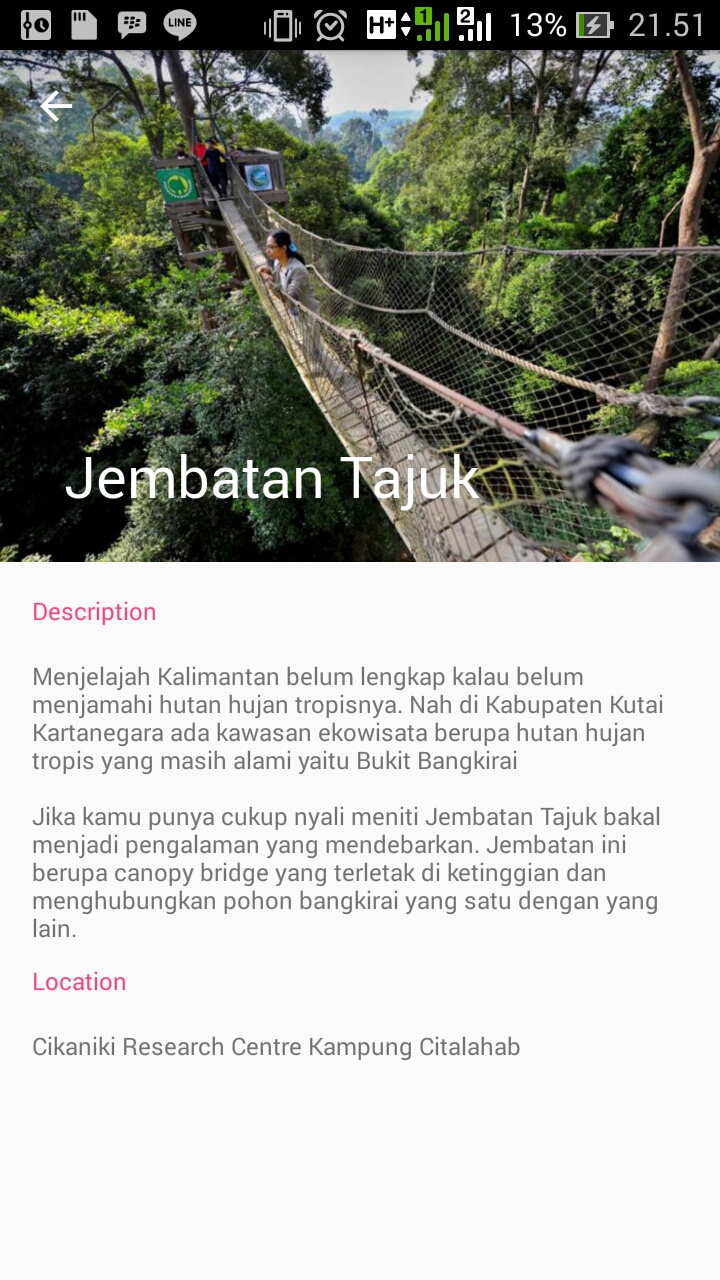 LINE
H+
1
2
13%
21.51
Jembatan Tajuk
Description
Menjelajah Kalimantan belum lengkap kalau belum
menjamahi hutan hujan tropisnya. Nah di Kabupaten Kutai
Kartanegara ada kawasan ekowisata berupa hutan hujan
tropis yang masih alami yaitu Bukit Bangkirai
Jika kamu punya cukup nyali meniti Jembatan Tajuk bakal
menjadi pengalaman yang mendebarkan. Jembatan ini
berupa canopy bridge yang terletak di ketinggian dan
menghubungkan pohon bangkirai yang satu dengan yang
lain.
Location
Cikaniki Research Centre Kampung Citalahab